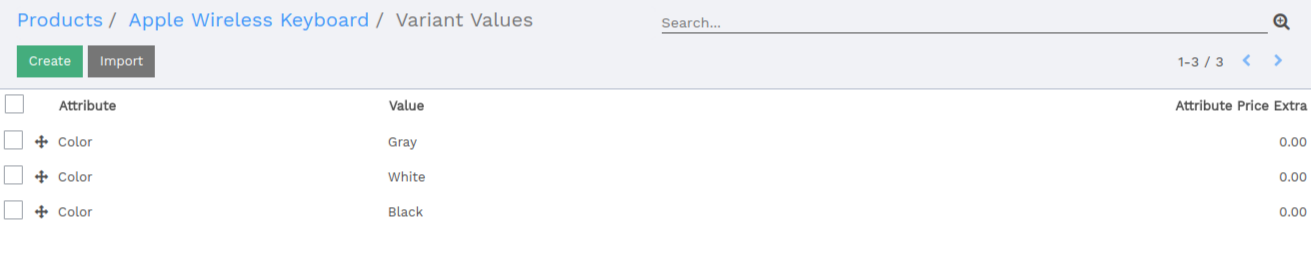 Products / Apple Wireless Keyboard / Variant Values
Search...
Create Import
1-3 / 3
Attribute Value Attribute Price Extra
Color Gray 0.00
Color White 0.00
Color Black 0.00